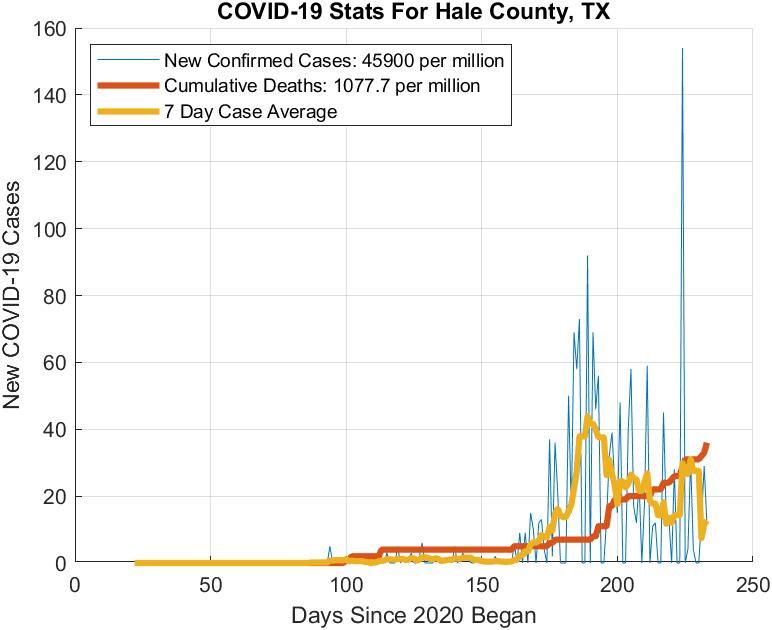 COVID-19 Stats For Hale County, TX
New Confirmed Cases: 45900 per million
Cumulative Deaths: 1077.7 per million
7 Day Case Average
New COVID-19 Cases
160
140
120
100
80
60
40
20
0
0 50 100 150 200 250
Days Since 2020 Began